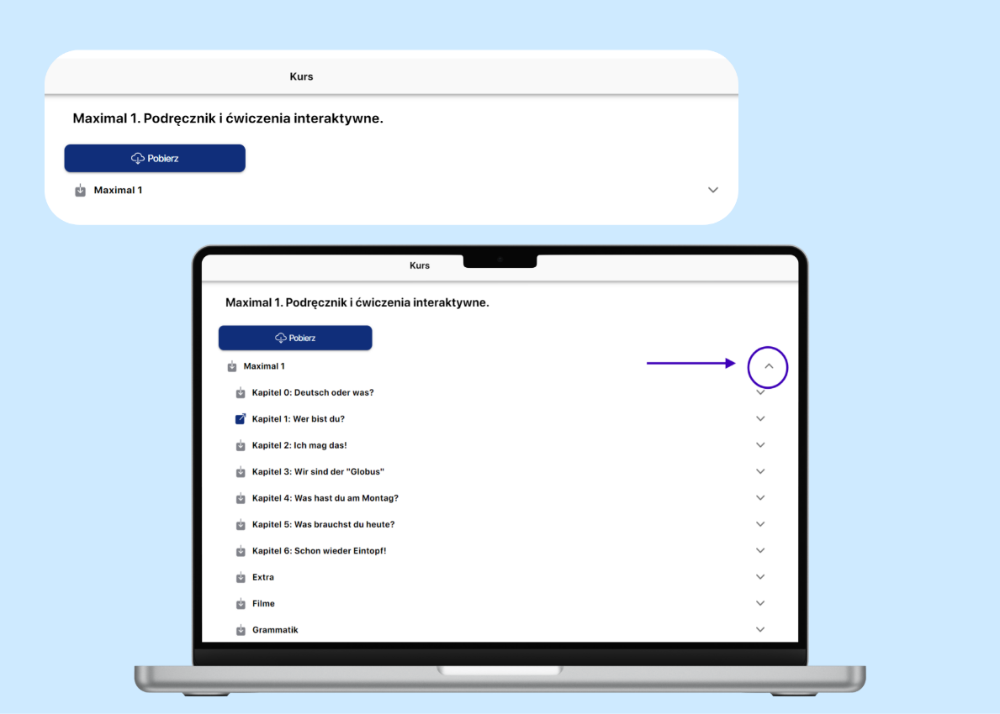 Kurs
Maximal 1. Podręcznik i ćwiczenia interaktywne.
Pobierz
Maximal 1
Kurs
Maximal 1. Podręcznik i ćwiczenia interaktywne.
Pobierz
Maximal 1
Kapitel 0: Deutsch oder was?
Kapitel 1: Wer bist du?
Kapitel 2: Ich mag das!
Kapitel 3: Wir sind der "Globus"
Kapitel 4: Was hast du am Montag?
Kapitel 5: Was brauchst du heute?
Kapitel 6: Schon wieder Eintopf!
Extra
Filme
Grammatik